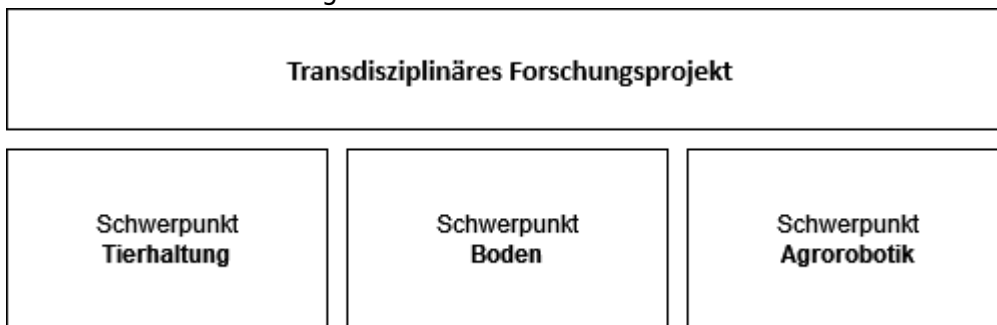 Transdisziplinäres Forschungsprojekt
Schwerpunkt
Tierhaltung
Schwerpunkt
Boden
Schwerpunkt
Agrorobotik